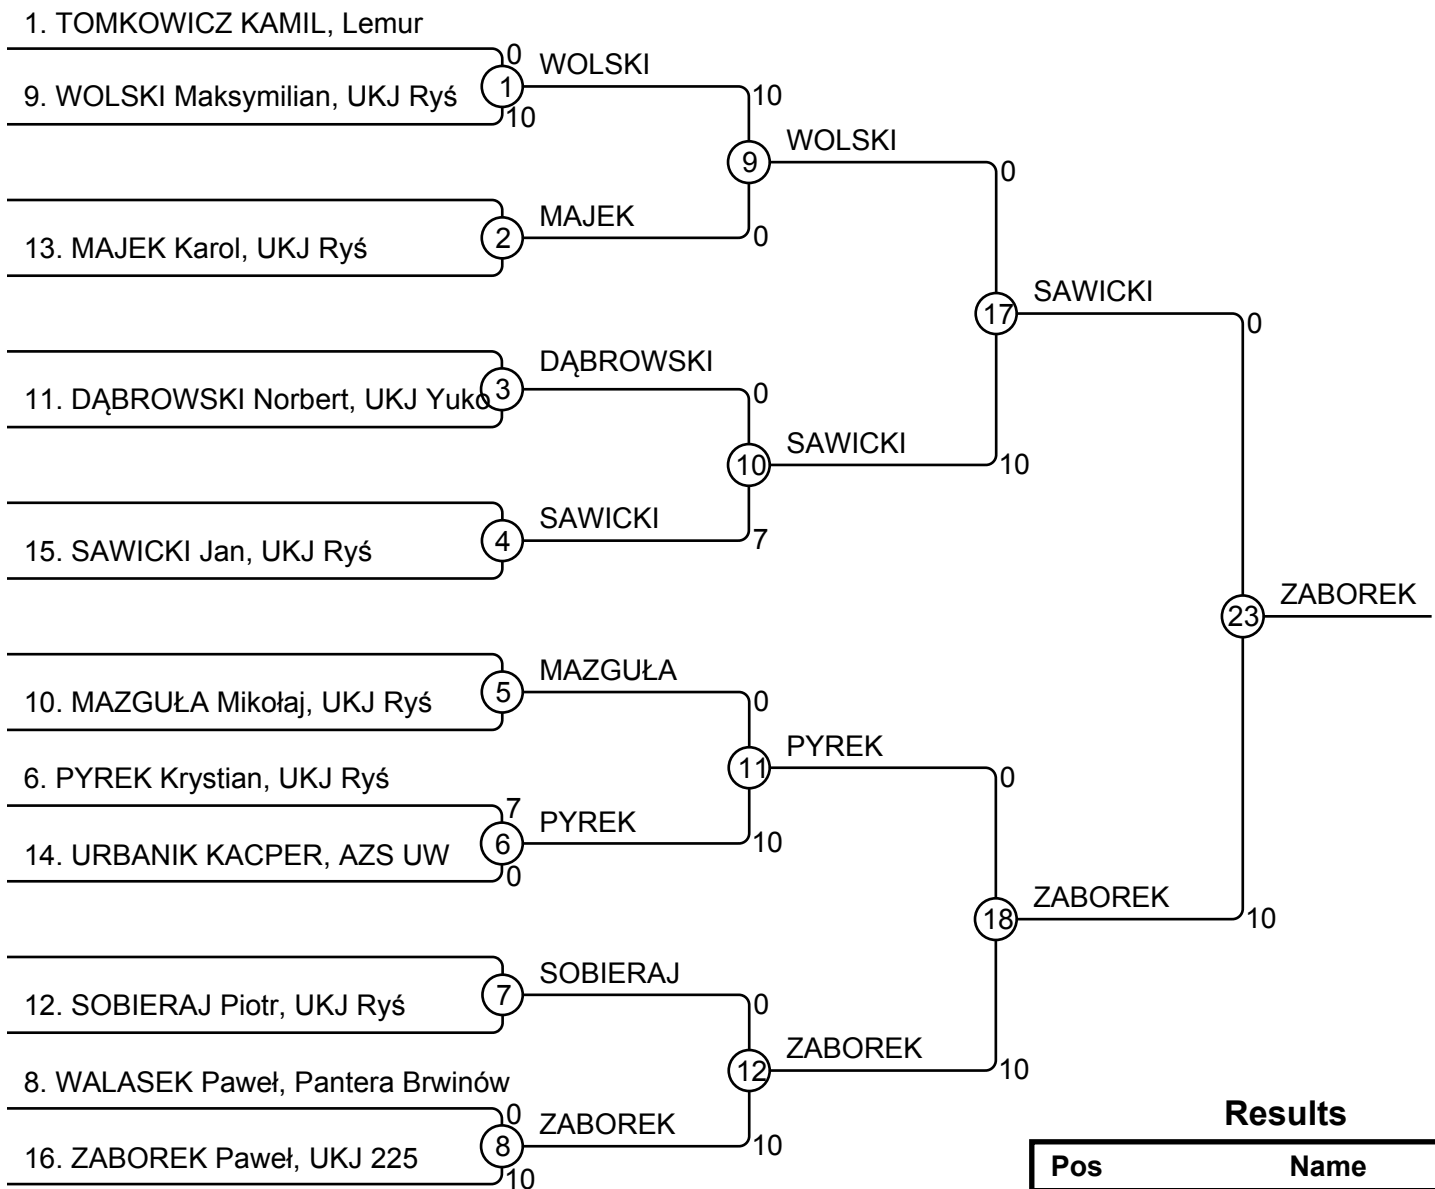 1. TOMKOWICZ KAMIL, Lemur
0
WOLSKI
9. WOLSKI Maksymilian, UKJ Ryś
1
10
10
WOLSKI
9
0
MAJEK
13. MAJEK Karol, UKJ Ryś
2
0
SAWICKI
17
0
DĄBROWSKI
11. DĄBROWSKI Norbert, UKJ Yuko
3
0
SAWICKI
10
10
SAWICKI
15. SAWICKI Jan, UKJ Ryś
4
7
ZABOREK
23
MAZGUŁA
10. MAZGUŁA Mikołaj, UKJ Ryś
5
0
PYREK
11
0
6. PYREK Krystian, UKJ Ryś
7
PYREK
14. URBANIK KACPER, AZS UW
6
0
10
ZABOREK
18
10
SOBIERAJ
12. SOBIERAJ Piotr, UKJ Ryś
7
0
ZABOREK
12
10
8. WALASEK Paweł, Pantera Brwinów
0
ZABOREK
16. ZABOREK Paweł, UKJ 225
8
10
10
Results
Pos Name